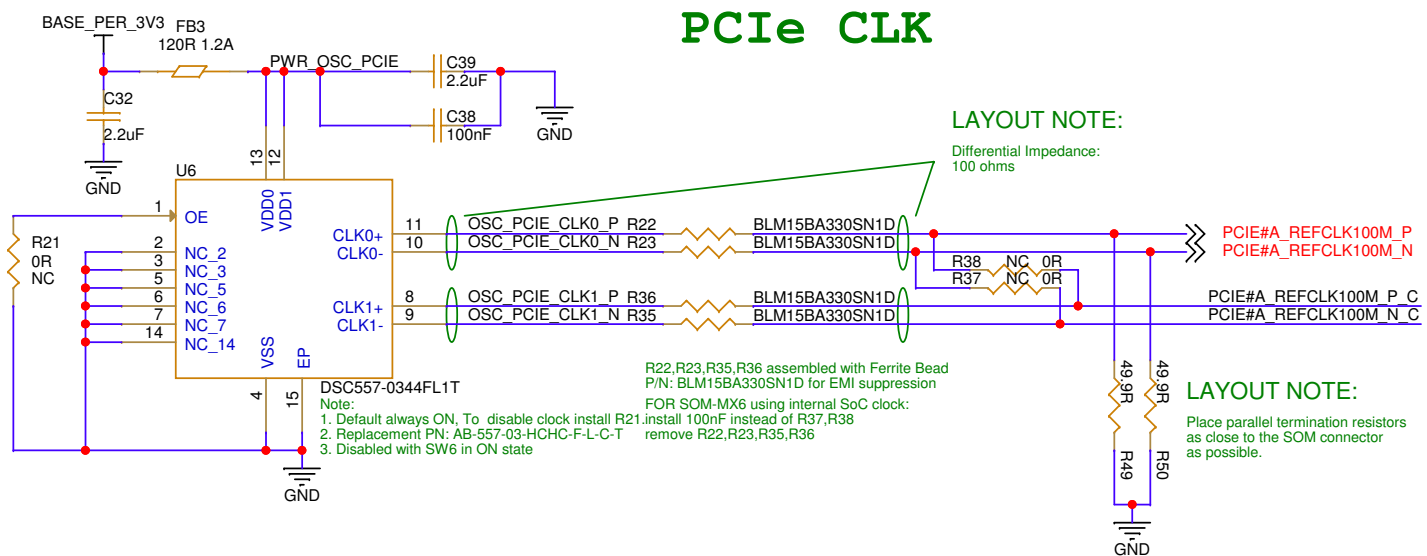 PCIe CLK
BASE_PER_3V3
FB3
120R 1.2A
PWR_OSC_PCIE
C39
2.2uF
C38
100nF
GND
C32
2.2uF
GND
LAYOUT NOTE:
Differential Impedance:
100 ohms
U6
13
12
VDD0
VDD1
1
OE
R21
0R
NC
2
NC_2
3
NC_3
5
NC_5
6
NC_6
7
NC_7
14
NC_14
CLK0+
11
OSC_PCIE_CLK0_P
R22
BLM15BA330SN1D
PCIE#A_REFCLK100M_P
CLK0-
10
OSC_PCIE_CLK0_N
R23
BLM15BA330SN1D
PCIE#A_REFCLK100M_N
R38
NC
0R
R37
NC
0R
CLK1+
8
OSC_PCIE_CLK1_P
R36
BLM15BA330SN1D
PCIE#A_REFCLK100M_P_C
CLK1-
9
OSC_PCIE_CLK1_N
R35
BLM15BA330SN1D
PCIE#A_REFCLK100M_N_C
VSS
EP
4
15
DSC557-0344FL1T
Note:
1. Default always ON, To disable clock install R21.
2. Replacement PN: AB-557-03-HCHC-F-L-C-T
3. Disabled with SW6 in ON state
GND
R22,R23,R35,R36 assembled with Ferrite Bead
P/N: BLM15BA330SN1D for EMI suppression
FOR SOM-MX6 using internal SoC clock:
install 100nF instead of R37,R38
remove R22,R23,R35,R36
49.9R
49.9R
R49
R50
GND
LAYOUT NOTE:
Place parallel termination resistors
as close to the SOM connector
as possible.